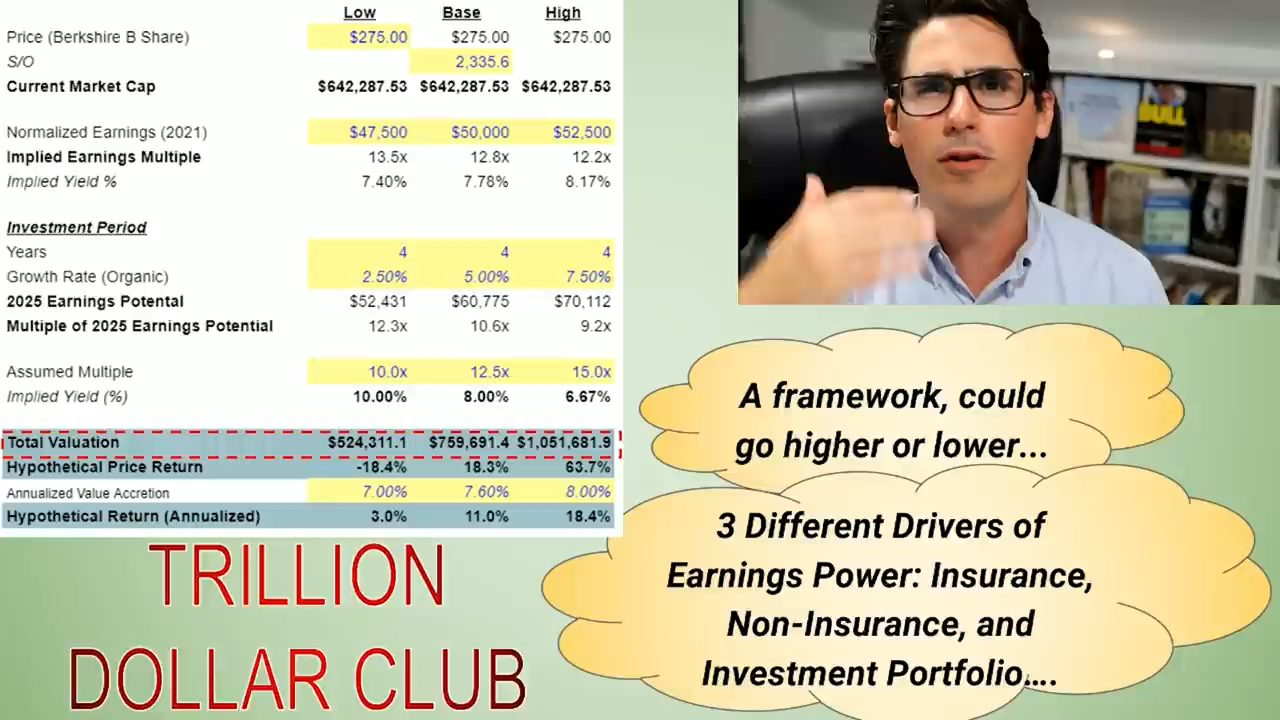 Low Base High
Price (Berkshire B Share) $275.00 $275.00 $275.00
S/O 2,335.6
Current Market Cap $642,287.53 $642,287.53 $642,287.53
Normalized Earnings (2021) $47,500 $50,000 $52,500
Implied Earnings Multiple 13.5x 12.8x 12.2x
Implied Yield % 7.40% 7.78% 8.17%
Investment Period
Years 4 4 4
Growth Rate (Organic) 2.50% 5.00% 7.50%
2025 Earnings Potental $52,431 $60,775 $70,112
Multiple of 2025 Earnings Potential 12.3x 10.6x 9.2x
Assumed Multiple 10.0x 12.5x 15.0x
Implied Yield (%) 10.00% 8.00% 6.67%
Total Valuation $524,311.1 $759,691.4 $1,051,681.9
Hypothetical Price Return -18.4% 18.3% 63.7%
Annualized Value Accretion 7.00% 7.60% 8.00%
Hypothetical Return (Annualized) 3.0% 11.0% 18.4%
TRILLION
DOLLAR CLUB
BULL
A framework, could
go higher or lower...
3 Different Drivers of
Earnings Power: Insurance,
Non-Insurance, and
Investment Portfolio....